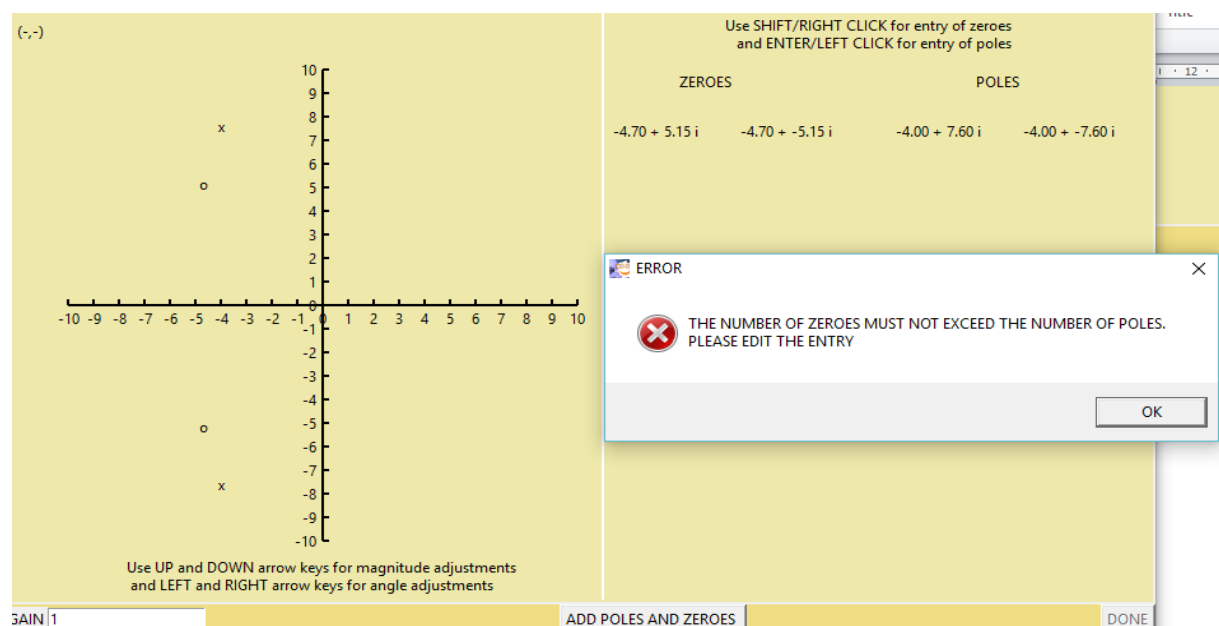 (-,-)
Use SHIFT/RIGHT CLICK for entry of zeroes
and ENTER/LEFT CLICK for entry of poles
ZEROES POLES
-4.70 + 5.15 i -4.70 + -5.15 i -4.00 + 7.60 i -4.00 + -7.60 i
12
10
9
8
x
7
6
o
5
4
3
2
1
0
-10 -9 -8 -7 -6 -5 -4 -3 -2 -1 0 1 2 3 4 5 6 7 8 9 10
-1
-2
-3
-4
o
-5
-6
-7
x
-8
-9
-10
ERROR
THE NUMBER OF ZEROES MUST NOT EXCEED THE NUMBER OF POLES.
PLEASE EDIT THE ENTRY
OK
Use UP and DOWN arrow keys for magnitude adjustments
and LEFT and RIGHT arrow keys for angle adjustments
GAIN 1 ADD POLES AND ZEROES DONE